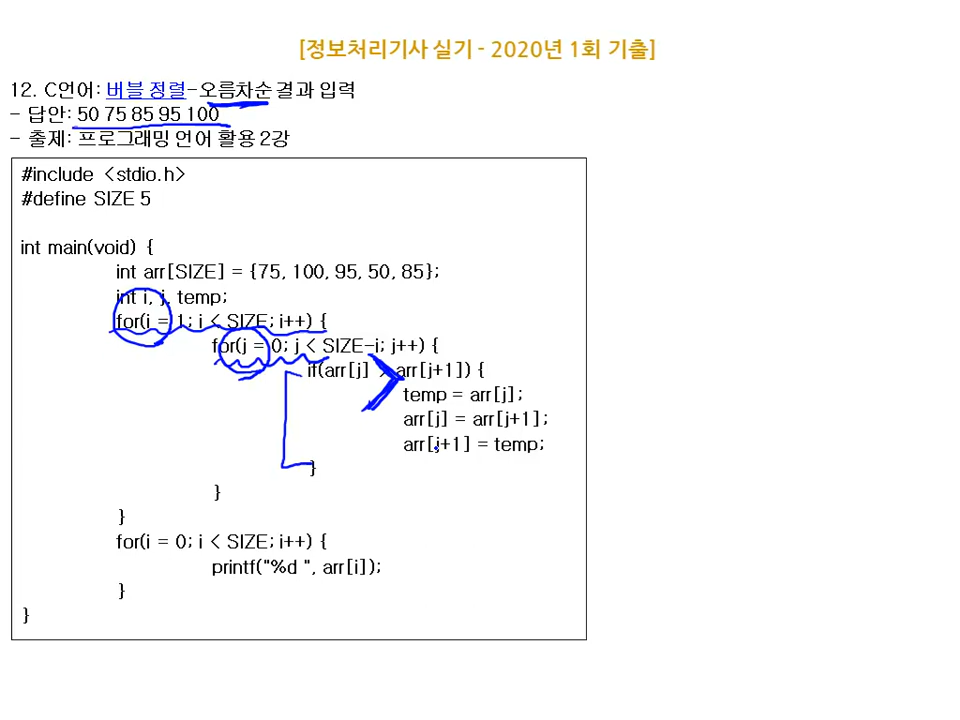 [정보처리기사 실기 - 2020년 1회 기출]
12. C언어: 버블 정렬-오름차순 결과 입력
- 답안: 50 75 85 95 100
- 출제: 프로그래밍 언어 활용 2강
#include <stdio.h>
#define SIZE 5
int main(void) {
int arr[SIZE] = {75, 100, 95, 50, 85};
int i, j, temp;
for(i = 1; i < SIZE; i++) {
for(j = 0; j < SIZE-i; j++) {
if(arr[j] > arr[j+1]) {
temp = arr[j];
arr[j] = arr[j+1];
arr[j+1] = temp;
}
}
}
for(i = 0; i < SIZE; i++) {
printf("%d ", arr[i]);
}
}